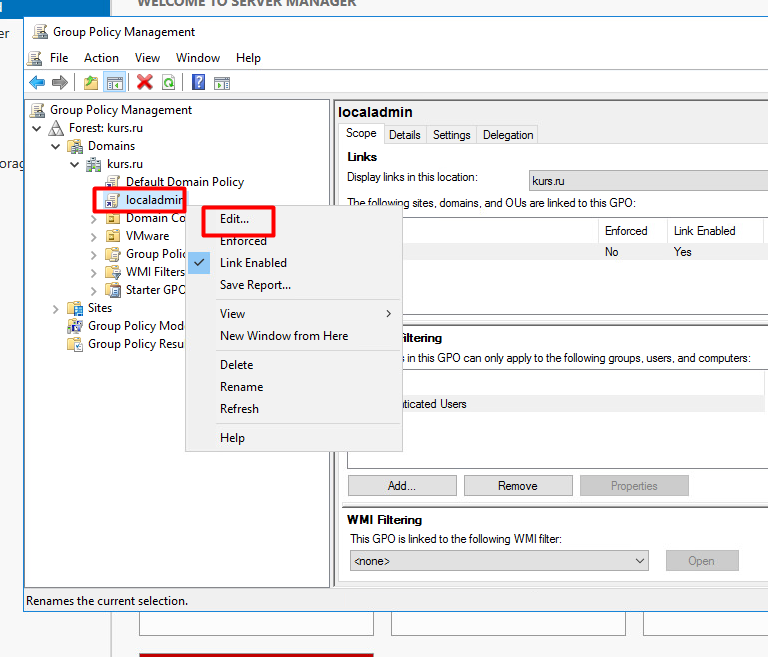 WELCOME TO SERVER MANAGER
Group Policy Management
File Action View Window Help
Group Policy Management
Forest: kurs.ru
Domains
kurs.ru
Default Domain Policy
localadmin
Domain Co
VMware
Group Polic
WMI Filters
Starter GPO
Sites
Group Policy Mode
Group Policy Resu
Edit...
Enforced
Link Enabled
Save Report...
View
New Window from Here
Delete
Rename
Refresh
Help
localadmin
Scope Details Settings Delegation
Links
Display links in this location:
kurs.ru
The following sites, domains, and OUs are linked to this GPO:
Enforced Link Enabled
No Yes
iltering
s in this GPO can only apply to the following groups, users, and computers:
nticated Users
Add... Remove Properties
WMI Filtering
This GPO is linked to the following WMI filter:
<none>
Open
Renames the current selection.
er
orag